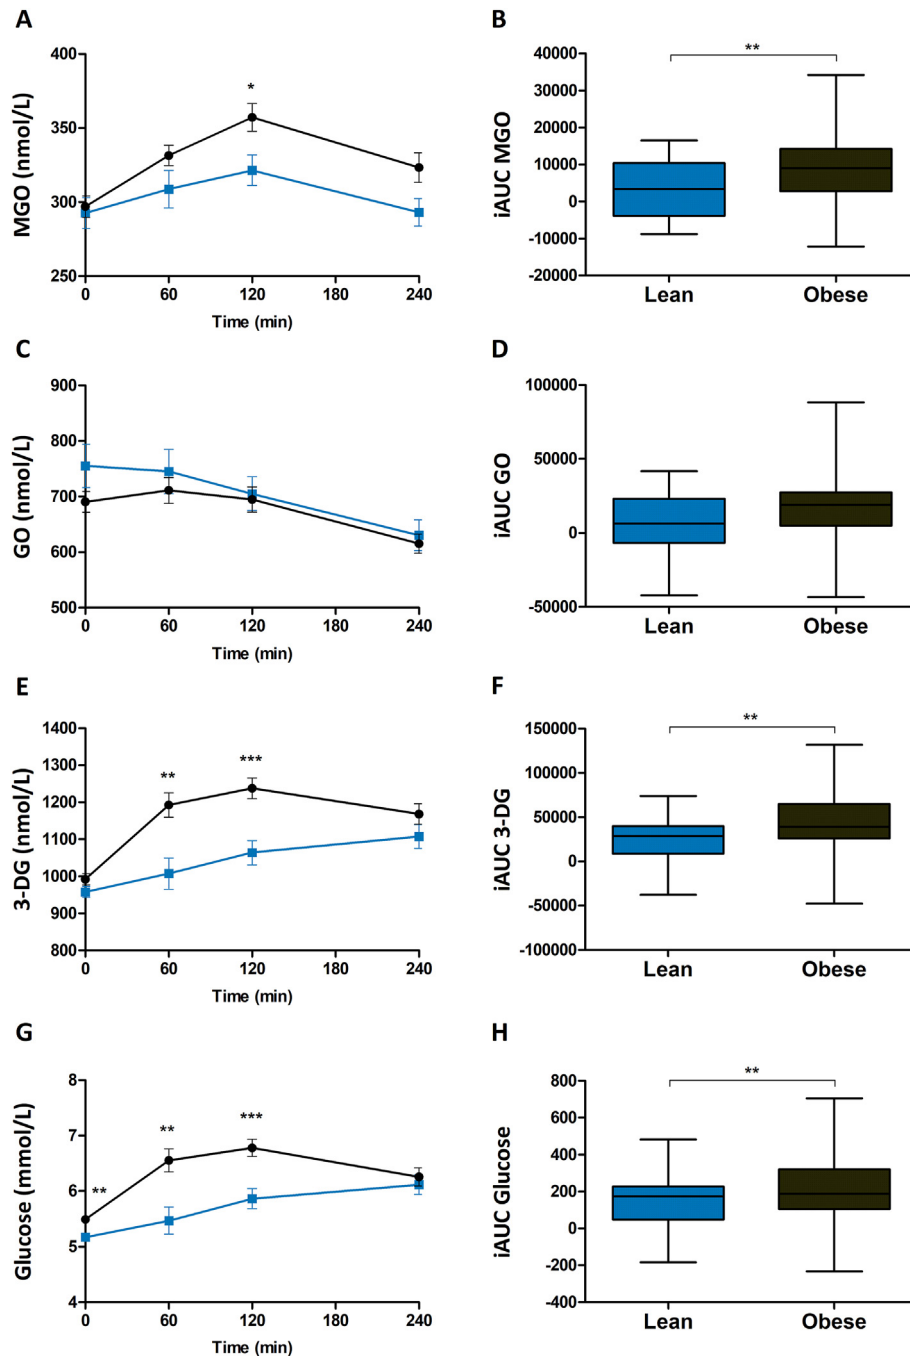 A
MGO (nmol/L)
400
350
300
250
*
0 60 120 180 240
Time (min)
B
iAUC MGO
40000
30000
20000
10000
0
-10000
-20000
**
Lean Obese
C
GO (nmol/L)
900
800
700
600
500
0 60 120 180 240
Time (min)
D
iAUC GO
100000
50000
0
-50000
Lean Obese
E
3-DG (nmol/L)
1400
1300
1200
1100
1000
900
800
** ***
0 60 120 180 240
Time (min)
F
iAUC 3-DG
150000
100000
50000
0
-50000
-100000
**
Lean Obese
G
Glucose (mmol/L)
8
7
6
5
4
** ** ***
0 60 120 180 240
Time (min)
H
iAUC Glucose
800
600
400
200
0
-200
-400
**
Lean Obese